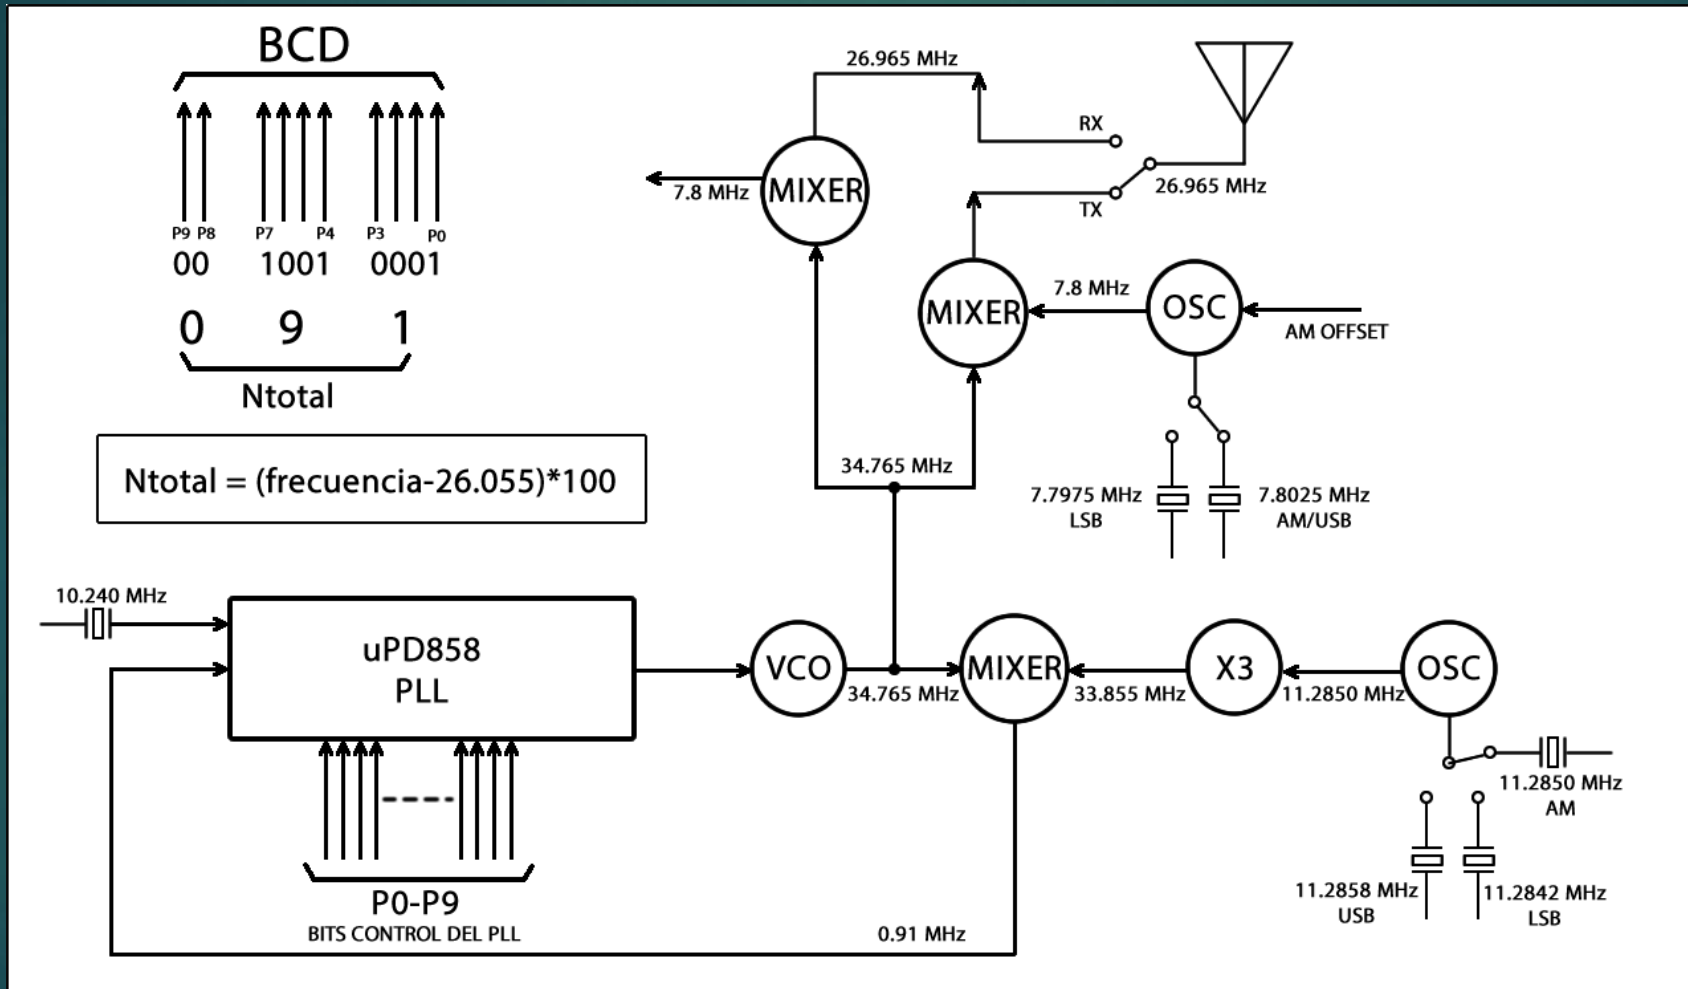 BCD
P9 P8 P7 P4 P3 P0
00 1001 0001
0 9 1
Ntotal
Ntotal = (frecuencia-26.055)*100
26.965 MHz
RX
TX
26.965 MHz
MIXER
7.8 MHz
MIXER
7.8 MHz
OSC
AM OFFSET
7.7975 MHz
LSB
7.8025 MHz
AM/USB
34.765 MHz
10.240 MHz
uPD858
PLL
VCO
34.765 MHz
MIXER
33.855 MHz
X3
11.2850 MHz
OSC
11.2850 MHz
AM
11.2858 MHz
USB
11.2842 MHz
LSB
P0-P9
BITS CONTROL DEL PLL
0.91 MHz